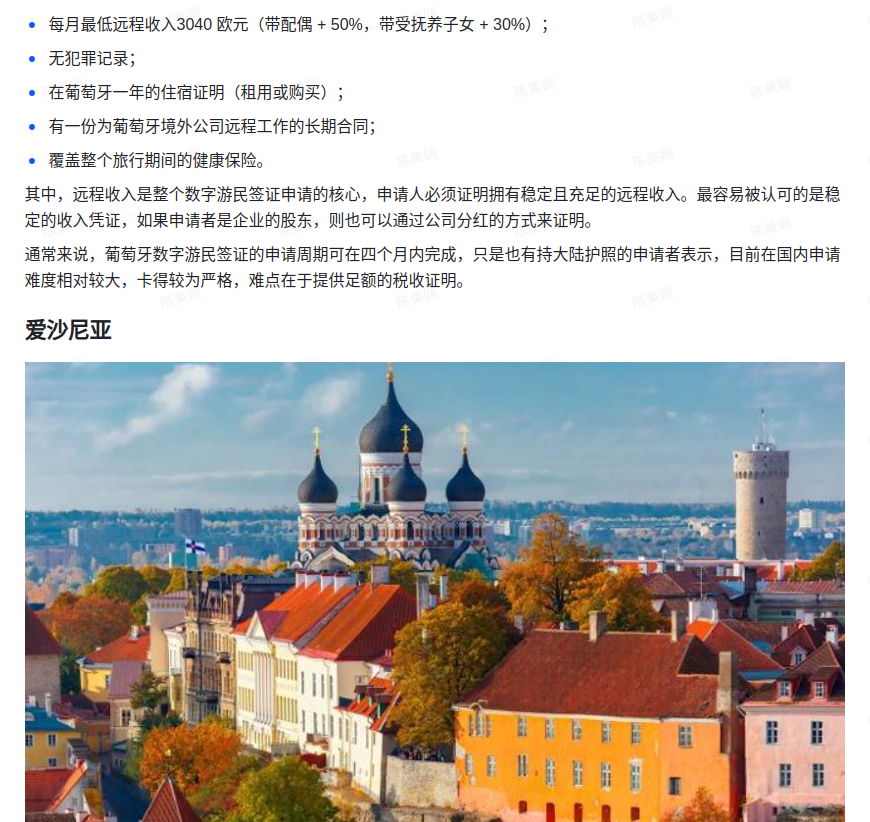 每月最低远程收入3040 欧元（带配偶 + 50%，带受抚养子女 + 30%）；
无犯罪记录；
在葡萄牙一年的住宿证明（租用或购买）；
有一份为葡萄牙境外公司远程工作的长期合同；
覆盖整个旅行期间的健康保险。
其中，远程收入是整个数字游民签证申请的核心，申请人必须证明拥有稳定且充足的远程收入。最容易被认可的是稳
定的收入凭证，如果申请者是企业的股东，则也可以通过公司分红的方式来证明。
通常来说，葡萄牙数字游民签证的申请周期可在四个月内完成，只是也有持大陆护照的申请者表示，目前在国内申请
难度相对较大，卡得较为严格，难点在于提供足额的税收证明。
爱沙尼亚